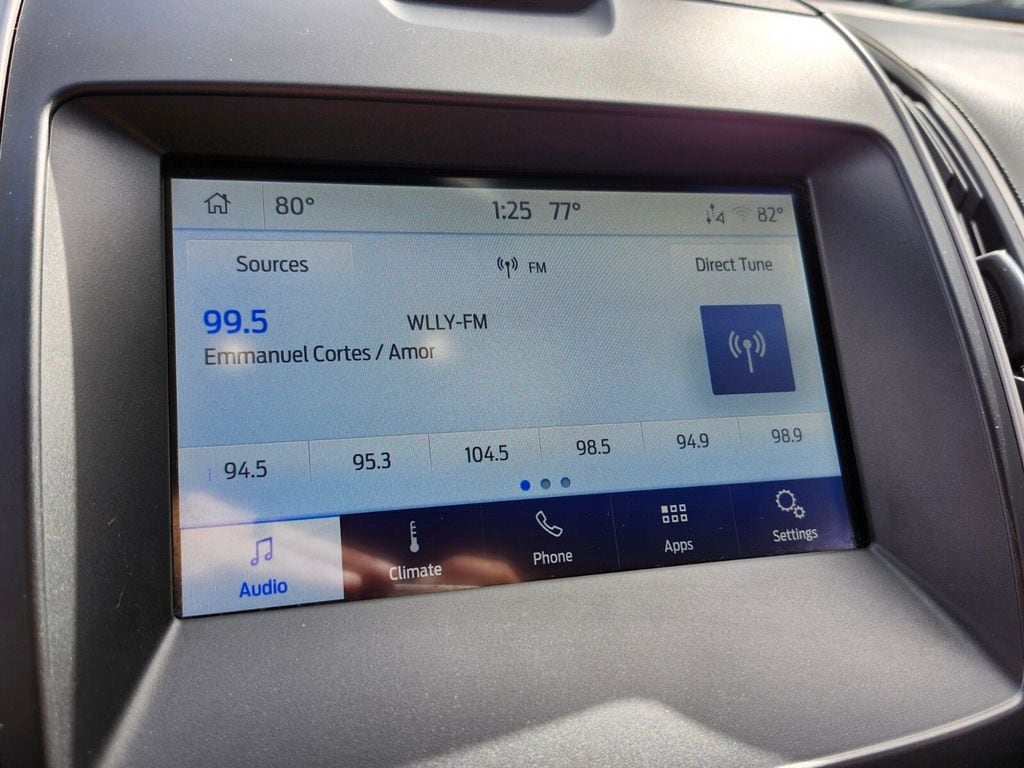 80° 1:25 77° 82°
Sources FM Direct Tune
99.5 WLLY-FM
Emmanuel Cortes / Amor
94.5 95.3 104.5 98.5 94.9 98.9
Audio Climate Phone Apps Settings